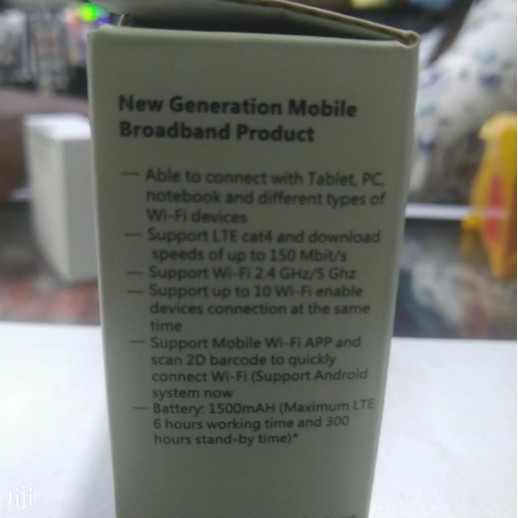 New Generation Mobile
Broadband Product
— Able to connect with Tablet, PC,
notebook and different types of
Wi-Fi devices
— Support LTE cat4 and download
speeds of up to 150 Mbit/s
— Support Wi-Fi 2.4 GHz/5 Ghz
— Support up to 10 Wi-Fi enable
devices connection at the same
time
— Support Mobile Wi-Fi APP and
scan 2D barcode to quickly
connect Wi-Fi (Support Android
system now
— Battery: 1500mAH (Maximum LTE
6 hours working time and 300
hours stand-by time)*
Jiji